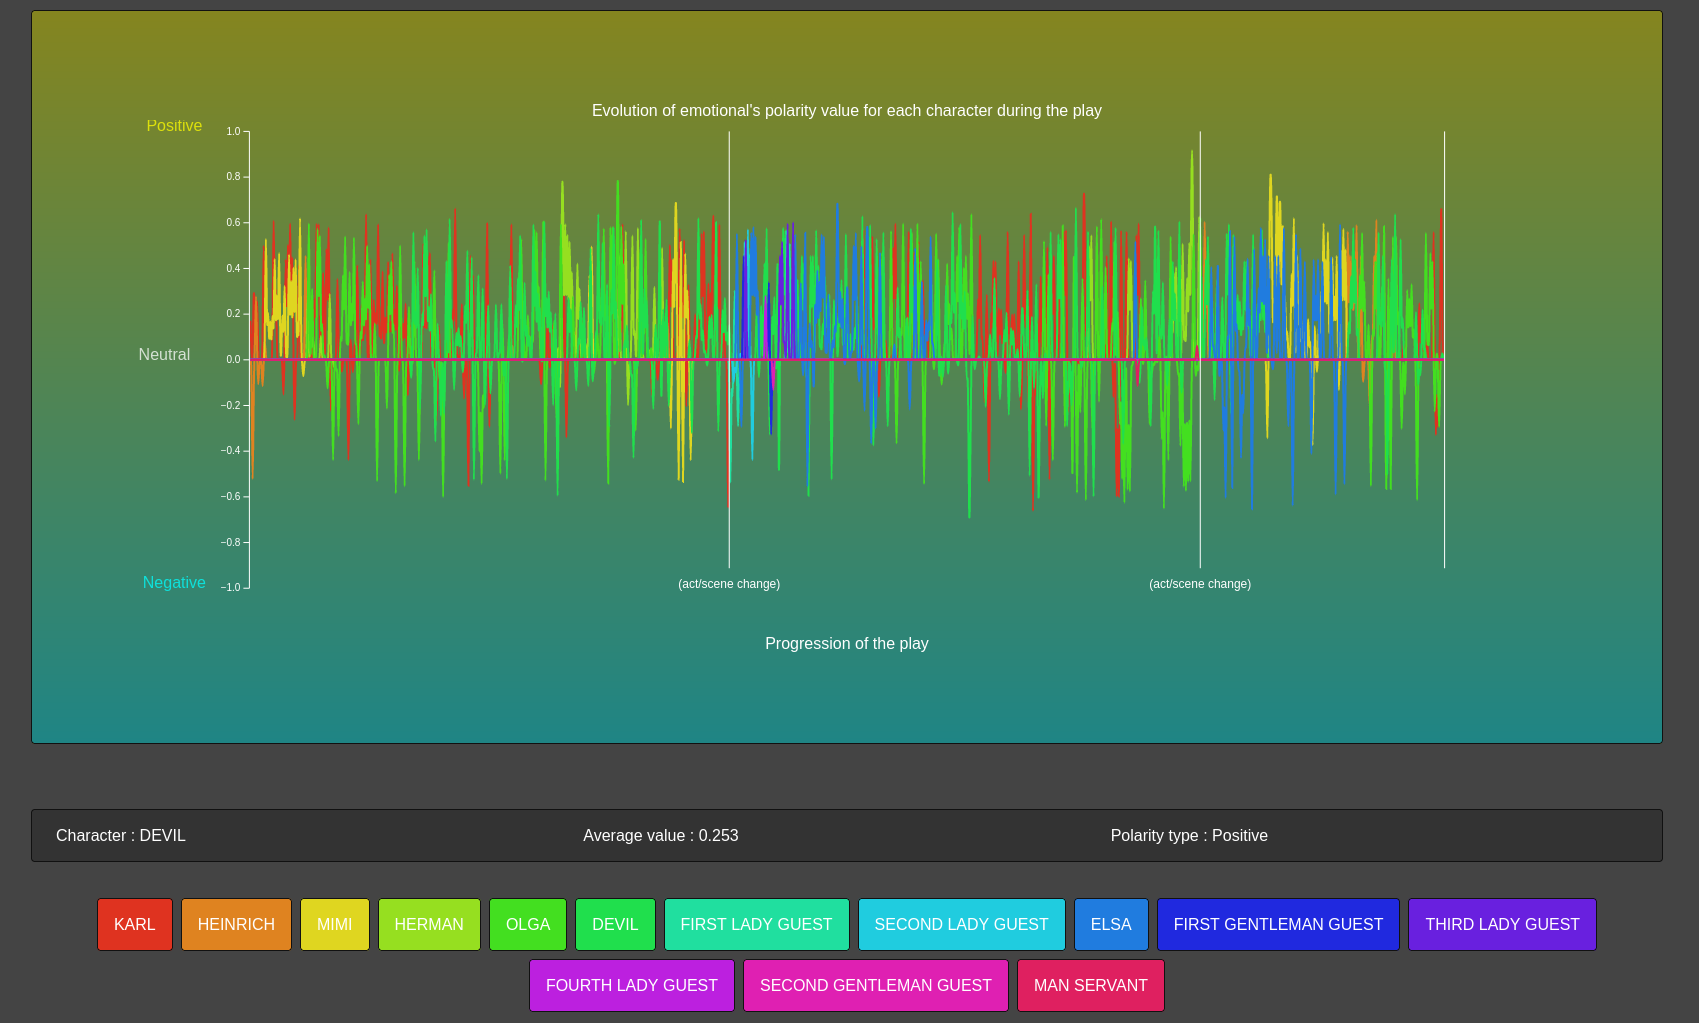 Evolution of emotional's polarity value for each character during the play
Positive
1.0
0.8
0.6
0.4
0.2
Neutral
0.0
−0.2
−0.4
−0.6
−0.8
Negative
−1.0
(act/scene change)
(act/scene change)
Progression of the play
Character : DEVIL
Average value : 0.253
Polarity type : Positive
KARL
HEINRICH
MIMI
HERMAN
OLGA
DEVIL
FIRST LADY GUEST
SECOND LADY GUEST
ELSA
FIRST GENTLEMAN GUEST
THIRD LADY GUEST
FOURTH LADY GUEST
SECOND GENTLEMAN GUEST
MAN SERVANT